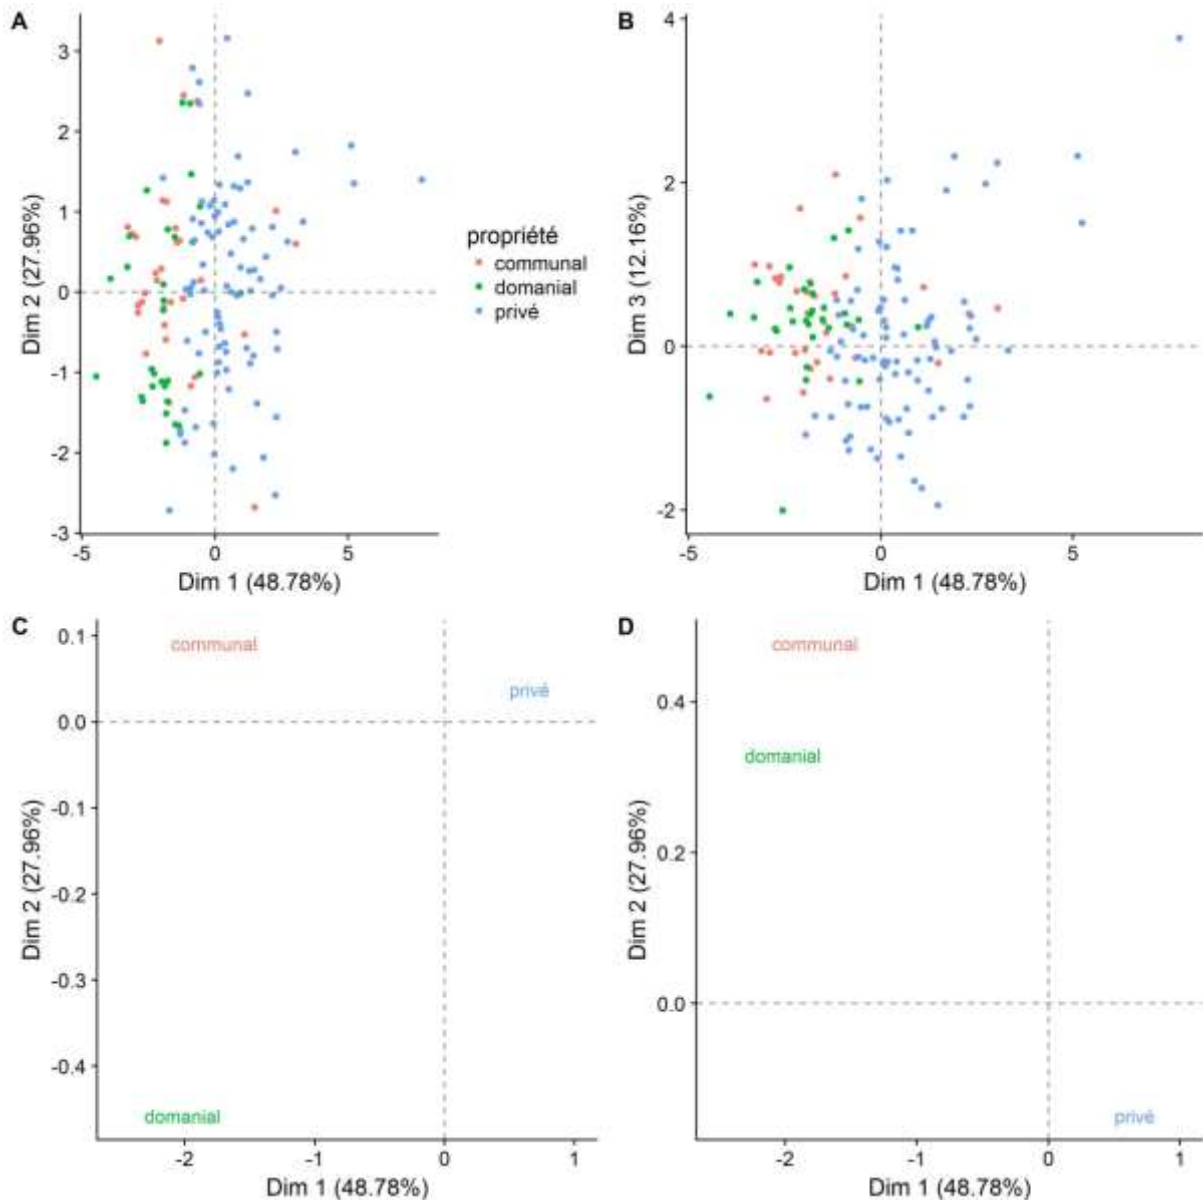 A
3
2
1
0
-1
-2
-3
-5
0
5
Dim 2 (27.96%)
Dim 1 (48.78%)
propriété
communal
domanial
privé
B
4
2
0
-2
-5
0
5
Dim 3 (12.16%)
Dim 1 (48.78%)
C
0.1
0.0
-0.1
-0.2
-0.3
-0.4
communal
privé
domanial
-2
-1
0
1
Dim 2 (27.96%)
Dim 1 (48.78%)
D
0.4
0.2
0.0
communal
domanial
privé
-2
-1
0
1
Dim 2 (27.96%)
Dim 1 (48.78%)